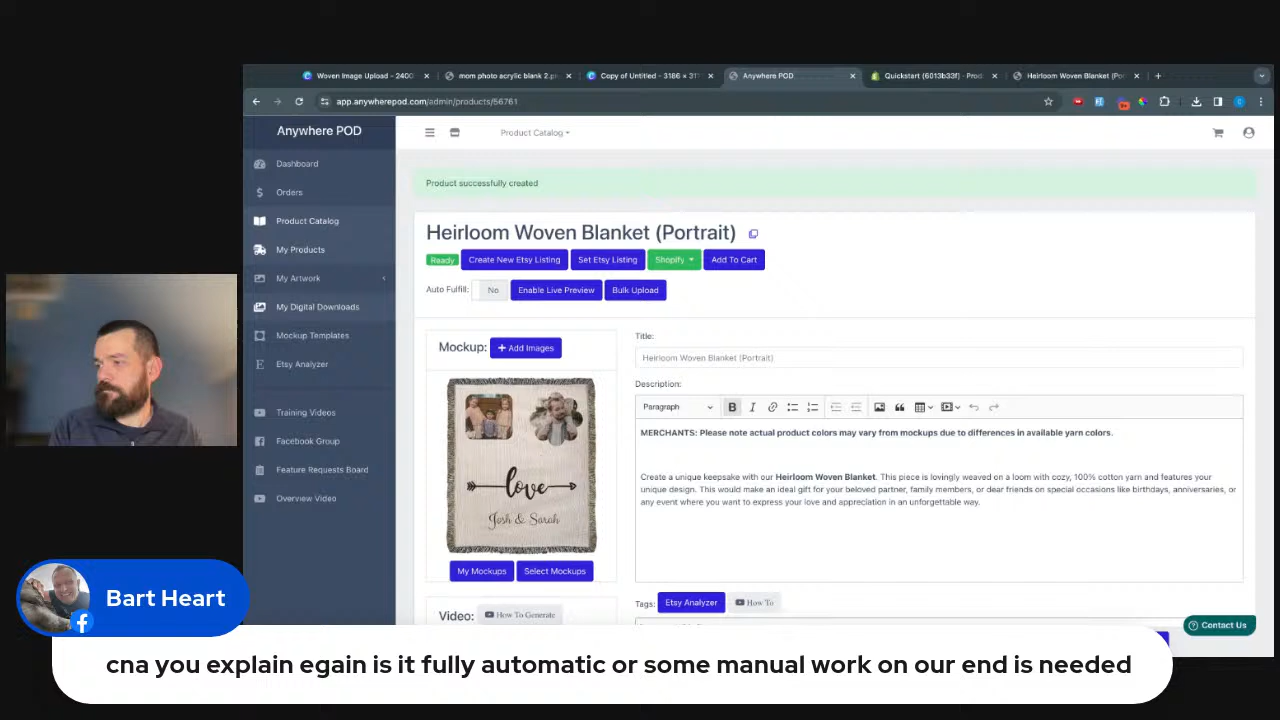 Woven Image Upload - 2400
mom photo acrylic blank 2.p
Copy of Untitled - 3186 × 311
Anywhere POD
Quickstart (6013b33f) - Prod
Heirloom Woven Blanket (Por
app.anywherepod.com/admin/products/56761
Anywhere POD
Product Catalog
Dashboard
Orders
Product Catalog
My Products
My Artwork
My Digital Downloads
Mockup Templates
Etsy Analyzer
Training Videos
Facebook Group
Feature Requests Board
Overview Video
Product successfully created
Heirloom Woven Blanket (Portrait)
Ready
Create New Etsy Listing
Set Etsy Listing
Shopify
Add To Cart
Auto Fulfill:
No
Enable Live Preview
Bulk Upload
Mockup:
+ Add Images
love
Josh & Sarah
My Mockups
Select Mockups
Video:
How To Generate
Title:
Heirloom Woven Blanket (Portrait)
Description:
Paragraph
B
I
MERCHANTS: Please note actual product colors may vary from mockups due to differences in available yarn colors.
Create a unique keepsake with our Heirloom Woven Blanket. This piece is lovingly weaved on a loom with cozy, 100% cotton yarn and features your
unique design. This would make an ideal gift for your beloved partner, family members, or dear friends on special occasions like birthdays, anniversaries, or
any event where you want to express your love and appreciation in an unforgettable way.
Tags:
Etsy Analyzer
How To
Contact Us
Bart Heart
cna you explain egain is it fully automatic or some manual work on our end is needed